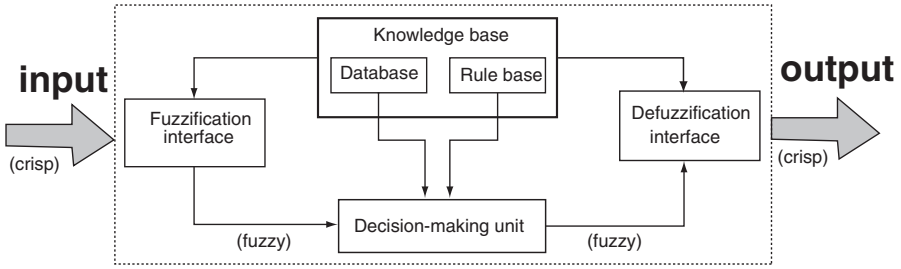 Knowledge base
Database
Rule base
input
output
Fuzzification
interface
Defuzzification
interface
(crisp)
(crisp)
Decision-making unit
(fuzzy)
(fuzzy)